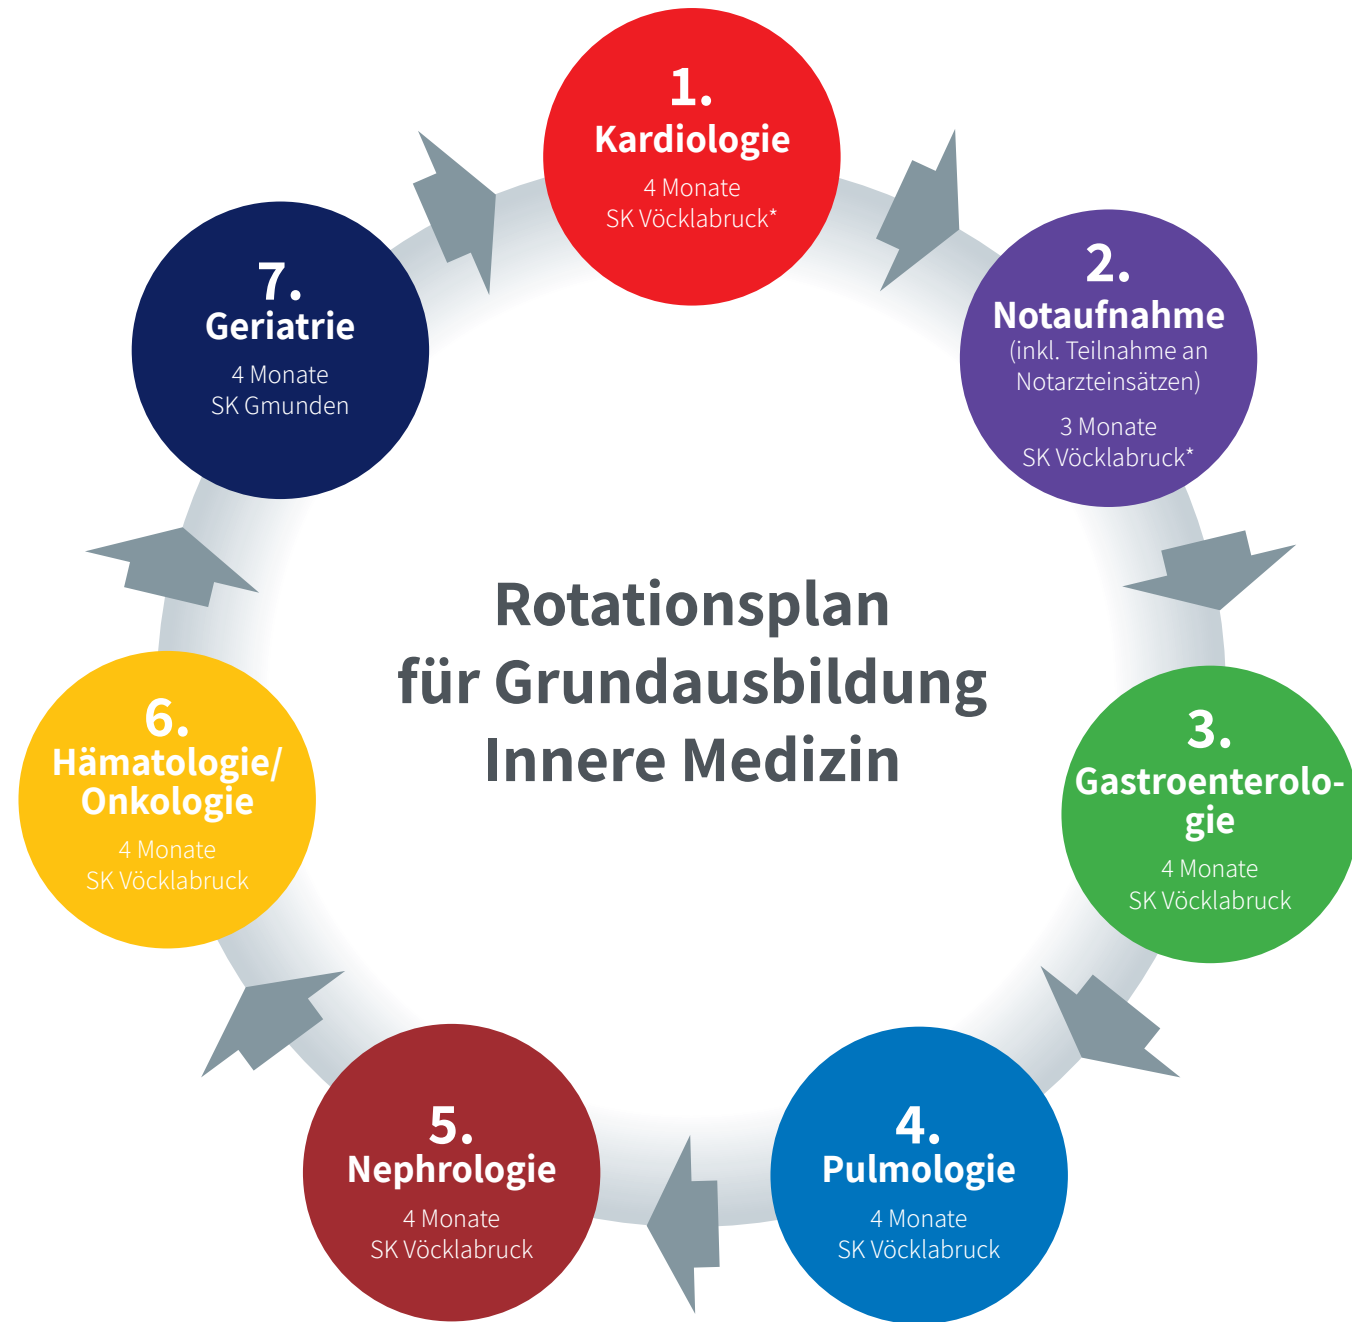 1.
Kardiologie
4 Monate
SK Vöcklabruck*
2.
Notaufnahme
(inkl. Teilnahme an
Notarzteinsätzen)
3 Monate
SK Vöcklabruck*
3.
Gastroenterolo-
gie
4 Monate
SK Vöcklabruck
4.
Pulmologie
4 Monate
SK Vöcklabruck
5.
Nephrologie
4 Monate
SK Vöcklabruck
6.
Hämatologie/
Onkologie
4 Monate
SK Vöcklabruck
7.
Geriatrie
4 Monate
SK Gmunden
Rotationsplan
für Grundausbildung
Innere Medizin